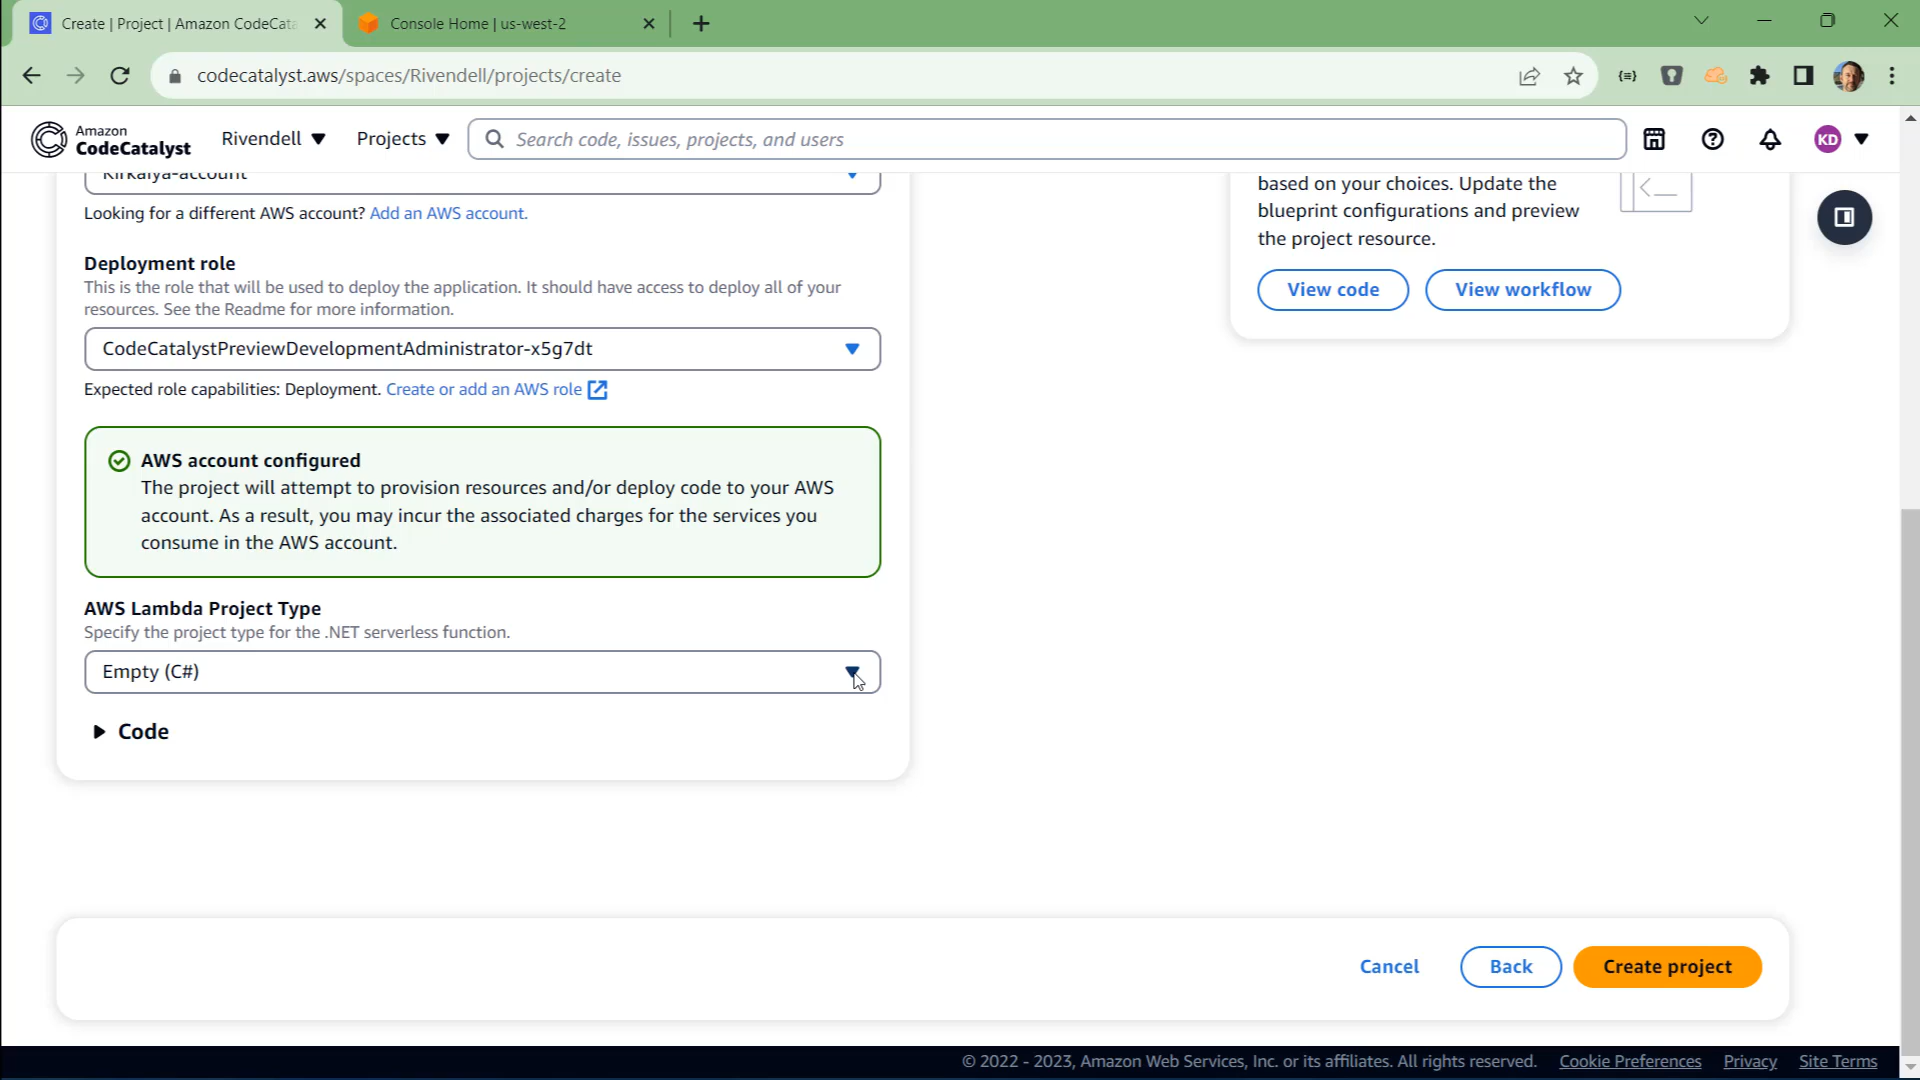 Create | Project | Amazon CodeCata
Console Home | us-west-2
codecatalyst.aws/spaces/Rivendell/projects/create
Amazon
CodeCatalyst
Rivendell
Projects
Search code, issues, projects, and users
KD
Kirkaiya-account
Looking for a different AWS account? Add an AWS account.
Deployment role
This is the role that will be used to deploy the application. It should have access to deploy all of your
resources. See the Readme for more information.
CodeCatalystPreviewDevelopmentAdministrator-x5g7dt
Expected role capabilities: Deployment. Create or add an AWS role
AWS account configured
The project will attempt to provision resources and/or deploy code to your AWS
account. As a result, you may incur the associated charges for the services you
consume in the AWS account.
AWS Lambda Project Type
Specify the project type for the .NET serverless function.
Empty (C#)
Code
based on your choices. Update the
blueprint configurations and preview
the project resource.
View code
View workflow
Cancel
Back
Create project
© 2022 - 2023, Amazon Web Services, Inc. or its affiliates. All rights reserved.
Cookie Preferences
Privacy
Site Terms